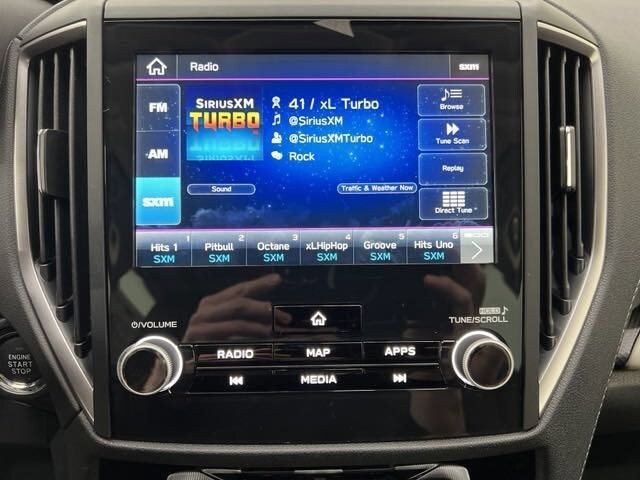 Radio
sxm
FM
AM
sxm
SIRIUSXM
TURBO
41 / xL Turbo
@SiriusXM
@SiriusXMTurbo
Rock
Browse
Tune Scan
Replay
Direct Tune
Sound
Traffic & Weather Now
1 2 3 4 5 6
Hits 1 Pitbull Octane xLHipHop Groove Hits Uno
SXM SXM SXM SXM SXM SXM
/VOLUME
HOLD
TUNE/SCROLL
RADIO MAP APPS
MEDIA
ENGINE
START
STOP